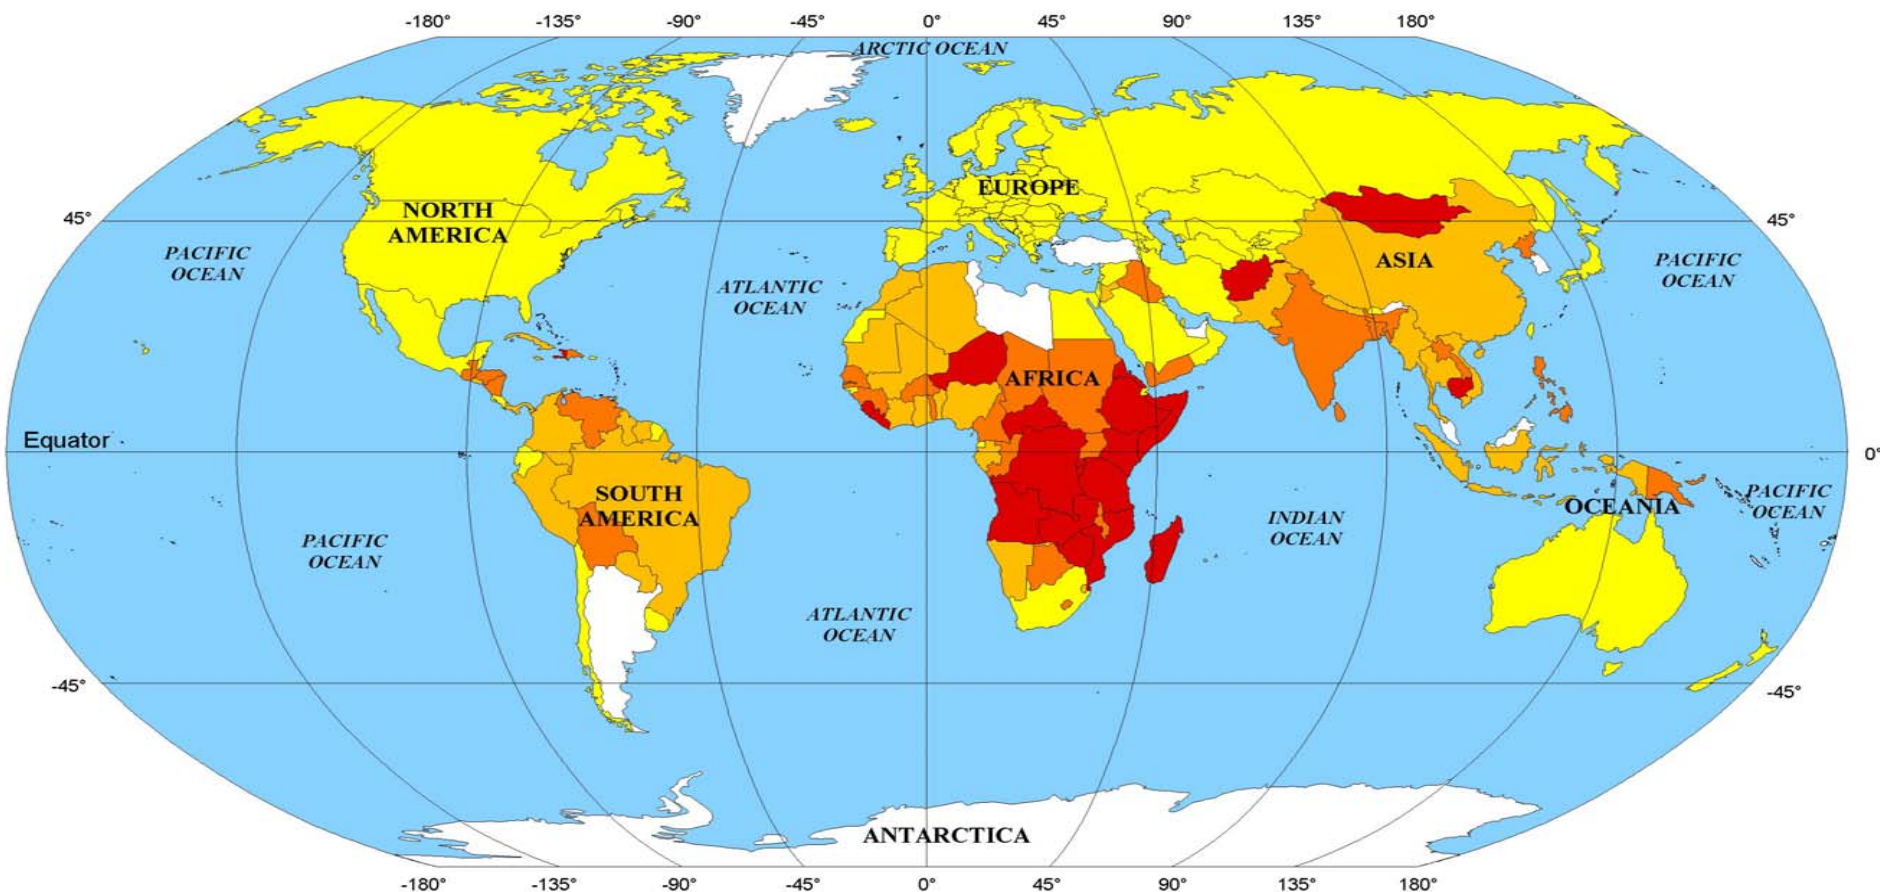 -180° -135° -90° -45° 0° 45° 90° 135° 180°
ARCTIC OCEAN
EUROPE
NORTH
AMERICA
45°
45°
PACIFIC
OCEAN
ATLANTIC
OCEAN
ASIA
PACIFIC
OCEAN
AFRICA
Equator
0°
SOUTH
AMERICA
OCEANIA
PACIFIC
OCEAN
INDIAN
OCEAN
PACIFIC
OCEAN
ATLANTIC
OCEAN
-45°
-45°
ANTARCTICA
-180° -135° -90° -45° 0° 45° 90° 135° 180°